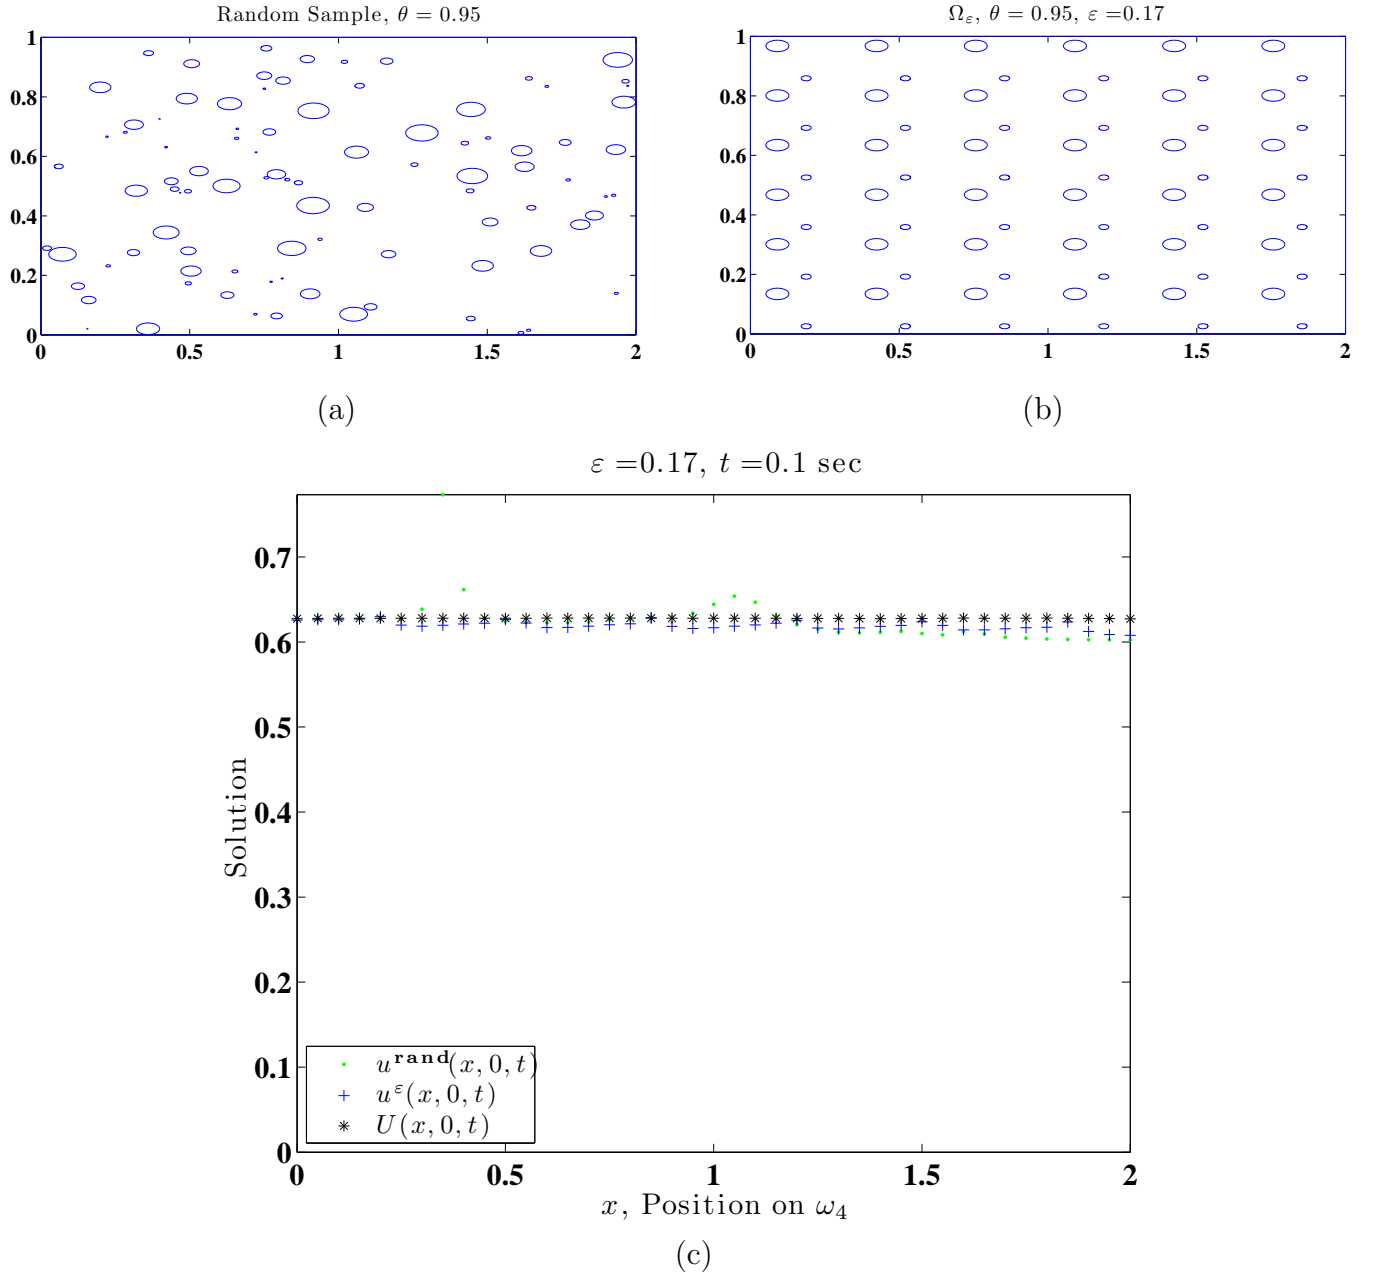 Random Sample, θ = 0.95
1
0.8
0.6
0.4
0.2
0
0 0.5 1 1.5 2
(a)
Ω_ε, θ = 0.95, ε =0.17
1
0.8
0.6
0.4
0.2
0
0 0.5 1 1.5 2
(b)
ε =0.17, t =0.1 sec
0.7
0.6
0.5
0.4
0.3
0.2
0.1
0
Solution
u^rand(x, 0, t)
u^ε(x, 0, t)
U(x, 0, t)
0 0.5 1 1.5 2
x, Position on ω_4
(c)